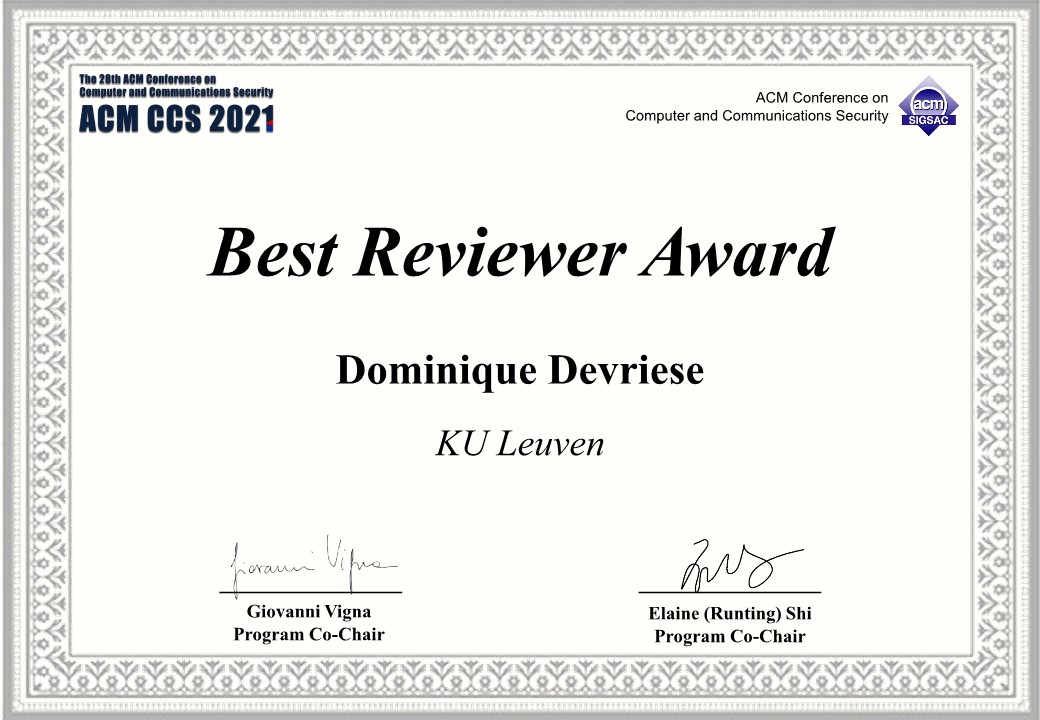 The 28th ACM Conference on
Computer and Communications Security
ACM CCS 2021
ACM Conference on
Computer and Communications Security
acm
SIGSAC
Best Reviewer Award
Dominique Devriese
KU Leuven
Giovanni Vigna
Giovanni Vigna
Program Co-Chair
Elaine (Runting) Shi
Program Co-Chair